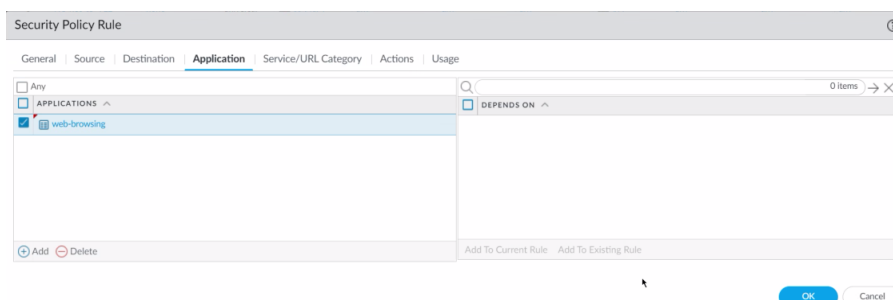 Security Policy Rule
General Source Destination Application Service/URL Category Actions Usage
Any
0 items
APPLICATIONS
DEPENDS ON
web-browsing
Add Delete
Add To Current Rule Add To Existing Rule
OK Cancel